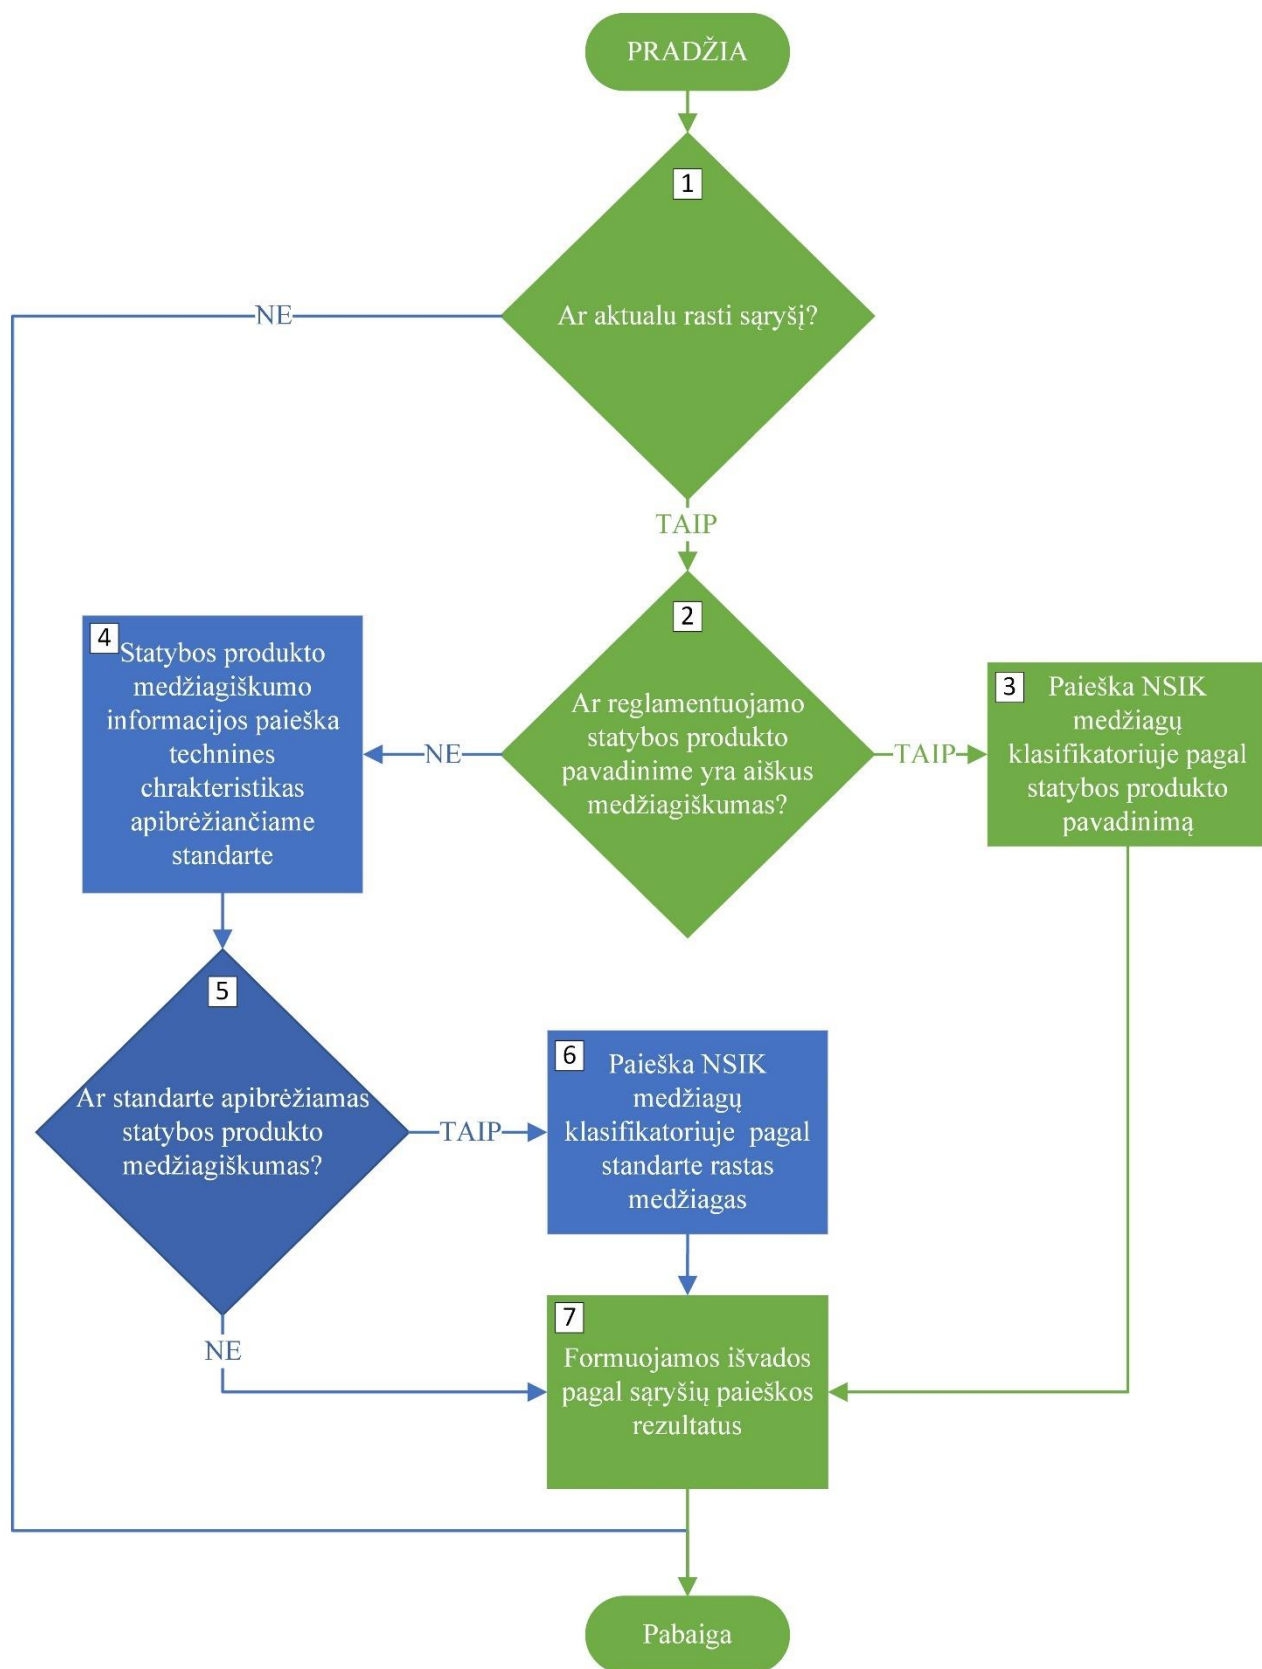 PRADŽIA
1
Ar aktualu rasti sąryšį?
NE
TAIP
2
Ar reglamentuojamo
statybos produkto
pavadinime yra aiškus
medžiagiškumas?
TAIP
3
Paieška NSIK
medžiagų
klasifikatoriuje pagal
statybos produkto
pavadinimą
NE
4
Statybos produkto
medžiagiškumo
informacijos paieška
technines
chrakteristikas
apibrėžiančiame
standarte
5
Ar standarte apibrėžiamas
statybos produkto
medžiagiškumas?
TAIP
6
Paieška NSIK
medžiagų
klasifikatoriuje pagal
standarte rastas
medžiagas
NE
7
Formuojamos išvados
pagal sąryšių paieškos
rezultatus
Pabaiga